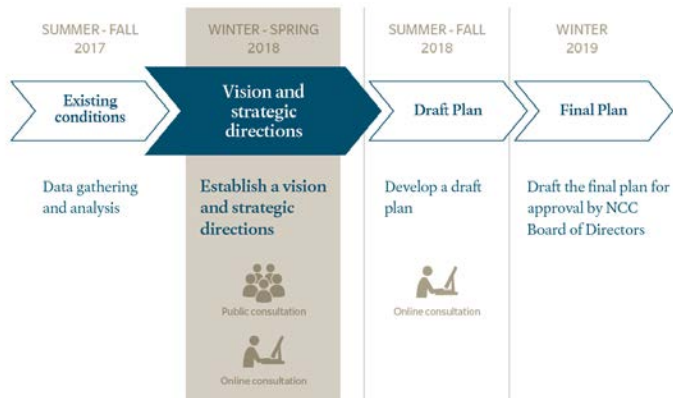 SUMMER - FALL
2017
WINTER - SPRING
2018
SUMMER - FALL
2018
WINTER
2019
Existing
conditions
Vision and
strategic
directions
Draft Plan
Final Plan
Data gathering
and analysis
Establish a vision
and strategic
directions
Develop a draft
plan
Draft the final plan for
approval by NCC
Board of Directors
Public consultation
Online consultation
Online consultation